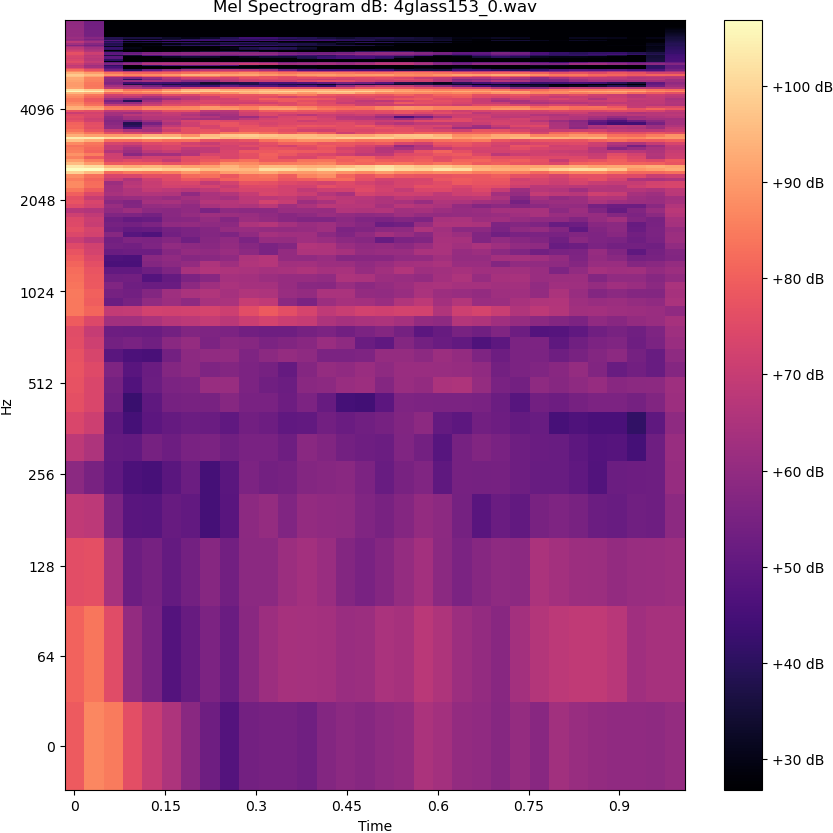 Mel Spectrogram dB: 4glass153_0.wav
4096
2048
1024
512
256
128
64
0
Hz
0 0.15 0.3 0.45 0.6 0.75 0.9
Time
+100 dB
+90 dB
+80 dB
+70 dB
+60 dB
+50 dB
+40 dB
+30 dB